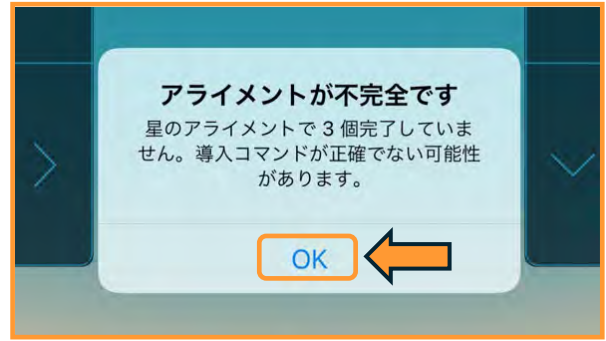 アライメントが不完全です
星のアライメントで 3 個完了していま
せん。導入コマンドが正確でない可能性
があります。
OK